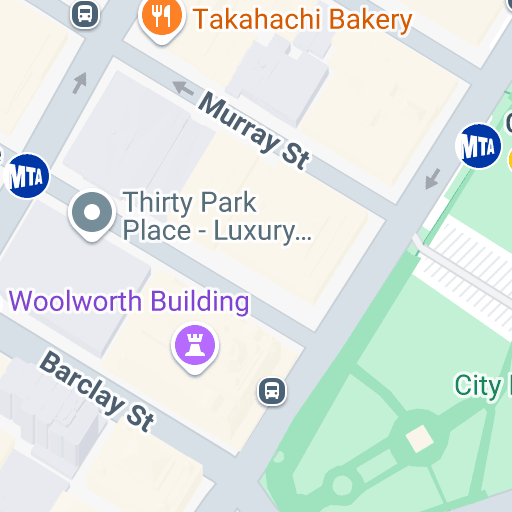 Takahachi Bakery
Murray St
MTA
MTA
Thirty Park
Place - Luxury...
Woolworth Building
Barclay St
City